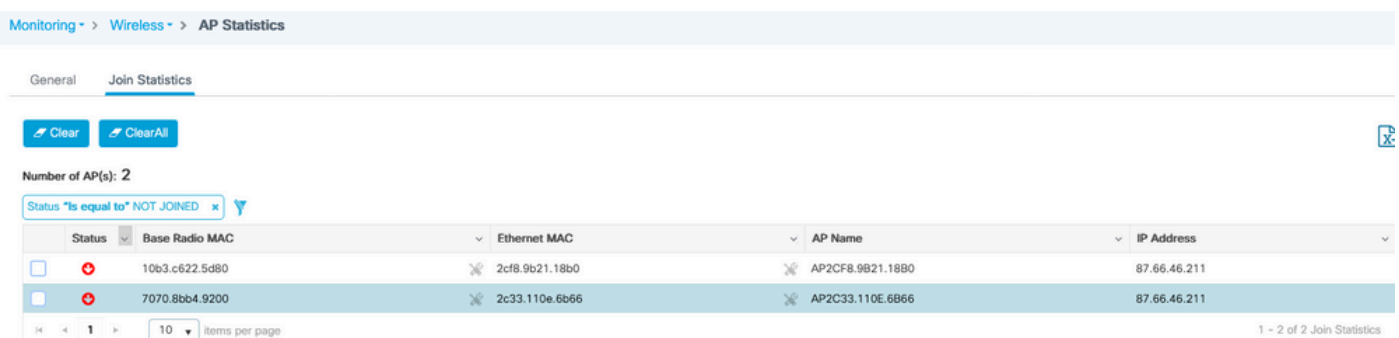 Monitoring > Wireless > AP Statistics
General Join Statistics
Clear ClearAll
Number of AP(s): 2
Status "Is equal to" NOT JOINED x
Status Base Radio MAC Ethernet MAC AP Name IP Address
10b3.c622.5d80 2cf8.9b21.18b0 AP2CF8.9B21.18B0 87.66.46.211
7070.8bb4.9200 2c33.110e.6b66 AP2C33.110E.6B66 87.66.46.211
1 10 items per page 1 - 2 of 2 Join Statistics